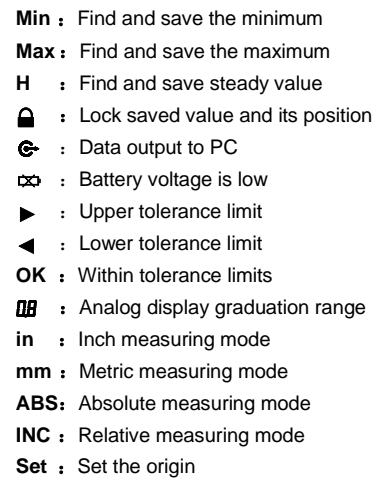 Min ：Find and save the minimum
Max：Find and save the maximum
H ：Find and save steady value
：Lock saved value and its position
：Data output to PC
：Battery voltage is low
▶ ：Upper tolerance limit
◀ ：Lower tolerance limit
OK ：Within tolerance limits
：Analog display graduation range
in ：Inch measuring mode
mm ：Metric measuring mode
ABS：Absolute measuring mode
INC ：Relative measuring mode
Set ：Set the origin